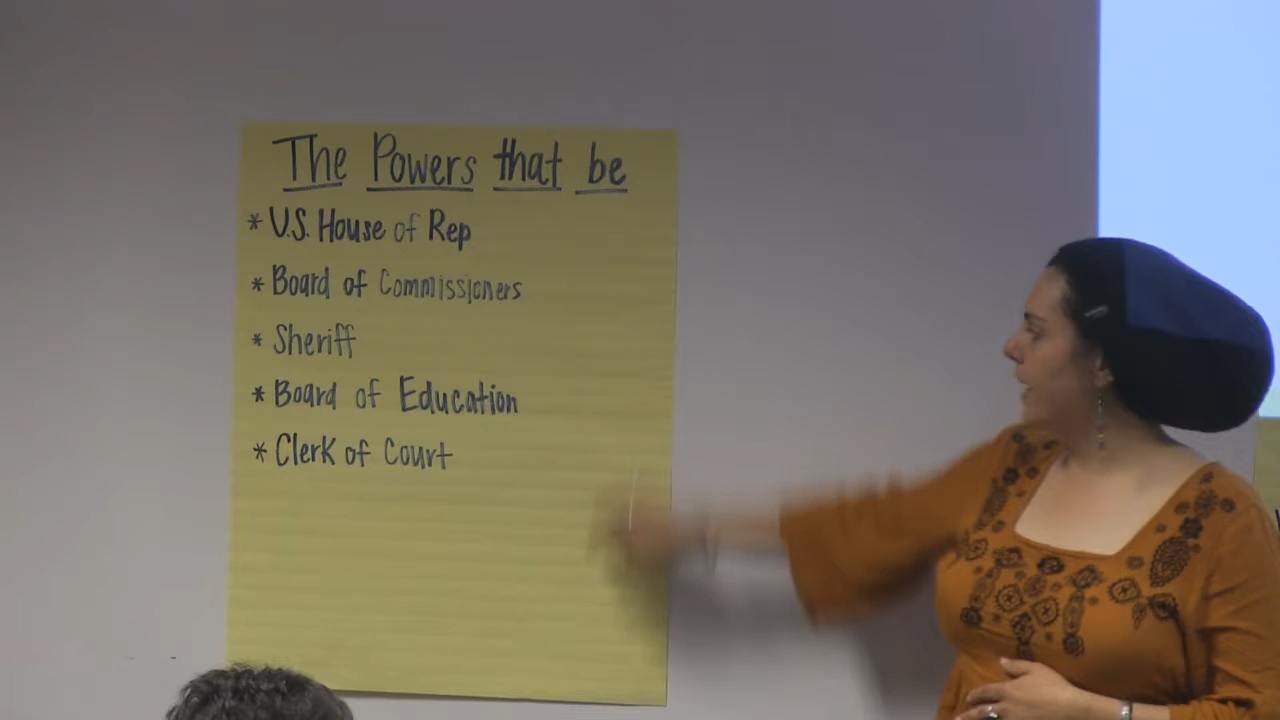 The Powers that be
* U.S. House of Rep
* Board of Commissioners
* Sheriff
* Board of Education
* Clerk of Court